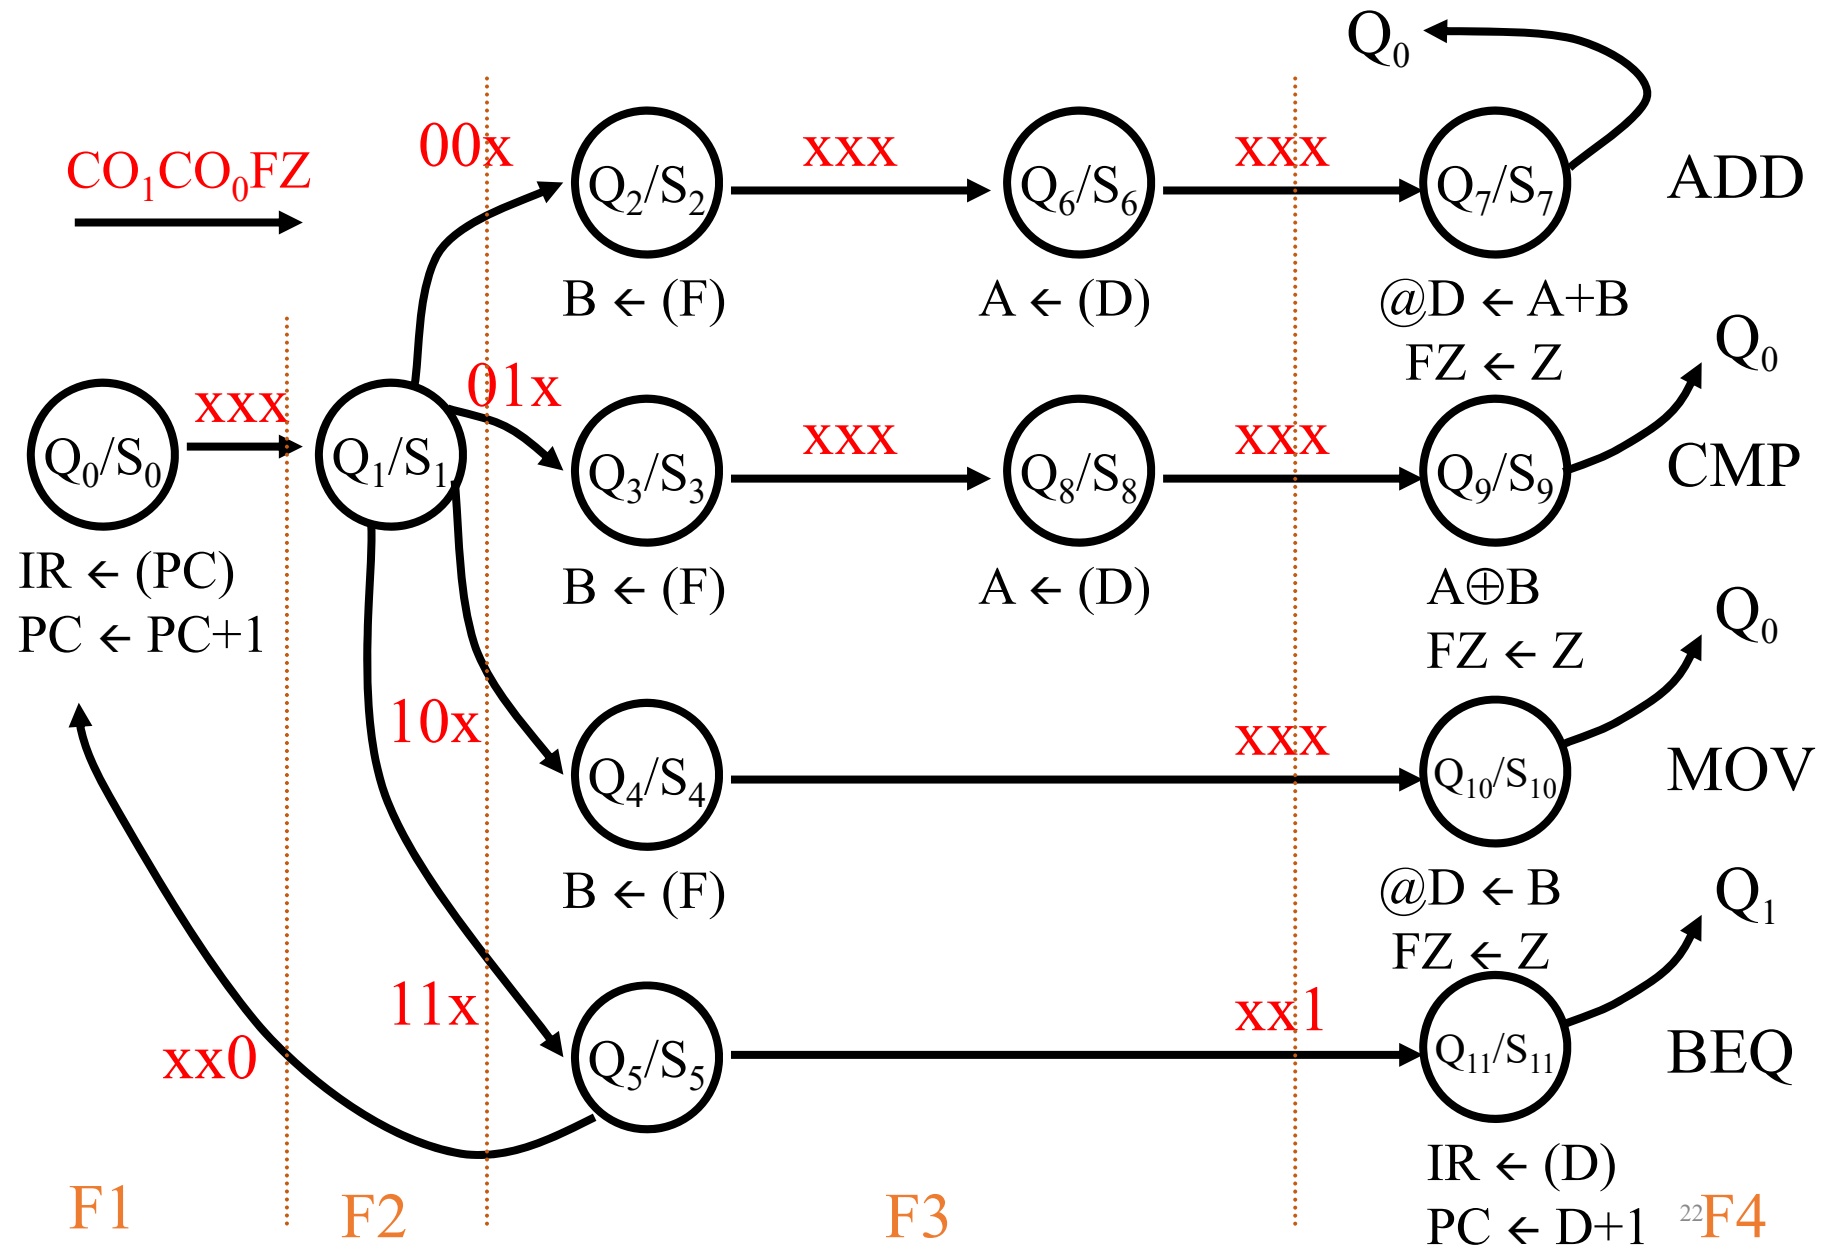 Q₀
CO₁CO₀FZ
00x
Q₂/S₂
xxx
Q₆/S₆
xxx
Q₇/S₇
ADD
B ← (F)
A ← (D)
@D ← A+B
FZ ← Z
Q₀
Q₀/S₀
xxx
Q₁/S₁
01x
Q₃/S₃
xxx
Q₈/S₈
xxx
Q₉/S₉
CMP
IR ← (PC)
PC ← PC+1
B ← (F)
A ← (D)
A⊕B
FZ ← Z
Q₀
10x
Q₄/S₄
xxx
Q₁₀/S₁₀
MOV
B ← (F)
@D ← B
FZ ← Z
Q₁
11x
xx0
Q₅/S₅
xx1
Q₁₁/S₁₁
BEQ
IR ← (D)
PC ← D+1
F1
F2
F3
22
F4